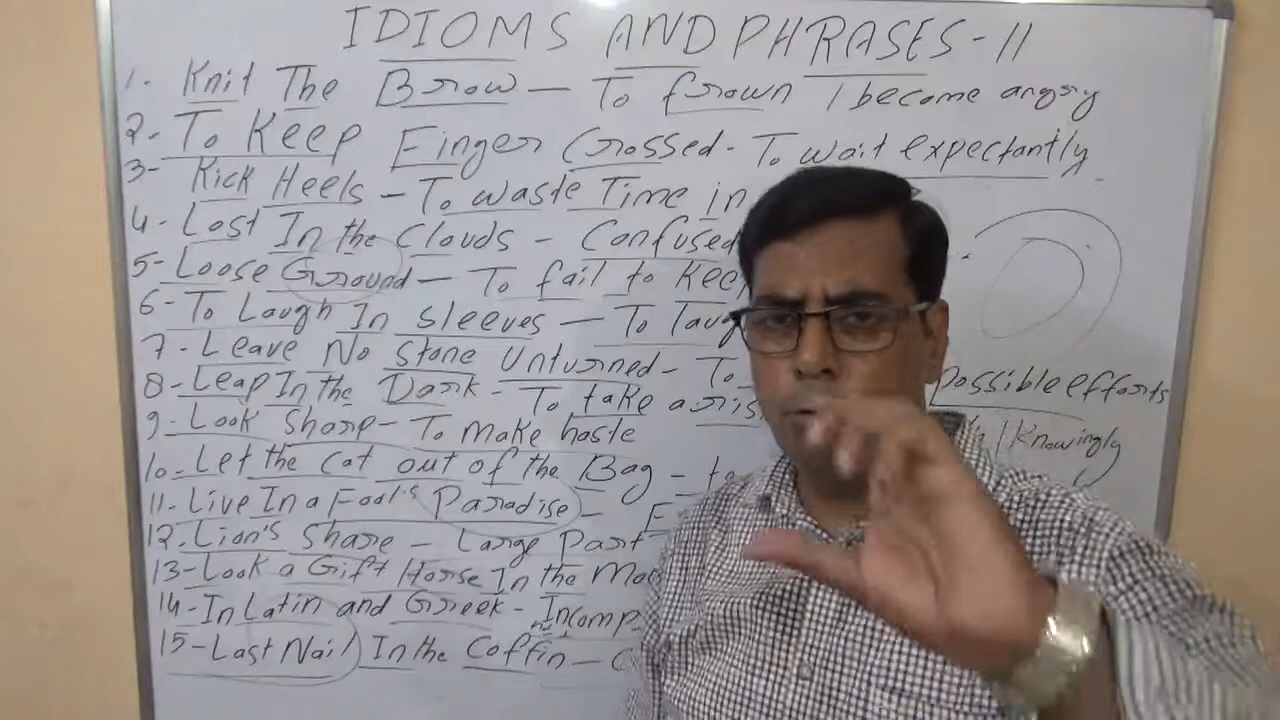 IDIOMS AND PHRASES-11
1- Knit The Brow — To frown / become angry
2- To Keep Finger Crossed - To wait expectantly
3- Kick Heels - To waste Time in
4- Lost In the Clouds - Confused
5- Loose Ground — To fail to Keep
6- To Laugh In sleeves — To laug
7- Leave No stone Unturned - To possible efforts
8- Leap In the Dark - To take a ris knowingly
9- Look Sharp - To make haste
10- Let the cat out of the Bag -
11- Live In a Fool's Paradise -
12- Lion's Share - Large Part
13- Look a Gift Horse In the Mo
14- In Latin and Greek - Incomp
15- Last Nail In the Coffin -